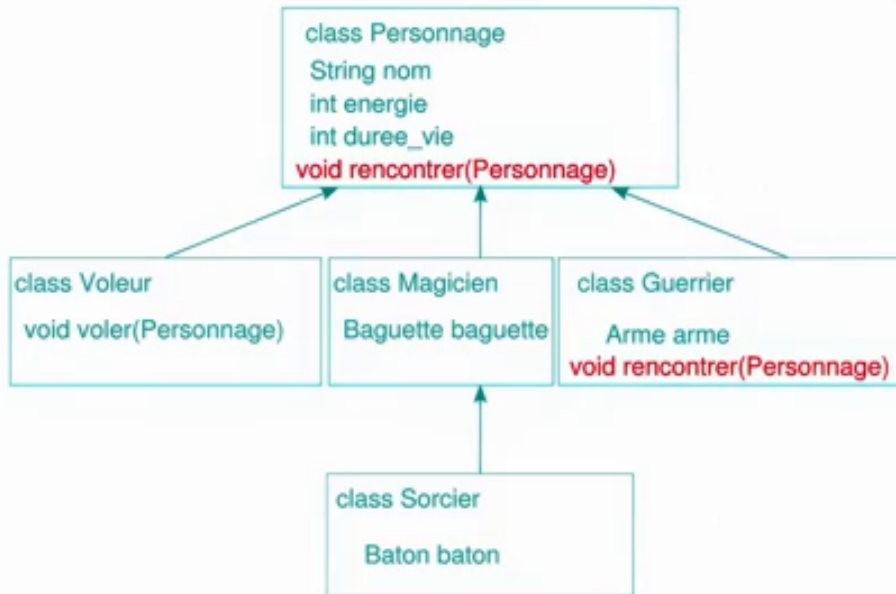 class Personnage
String nom
int energie
int duree_vie
void rencontrer(Personnage)
class Voleur
void voler(Personnage)
class Magicien
Baguette baguette
class Guerrier
Arme arme
void rencontrer(Personnage)
class Sorcier
Baton baton